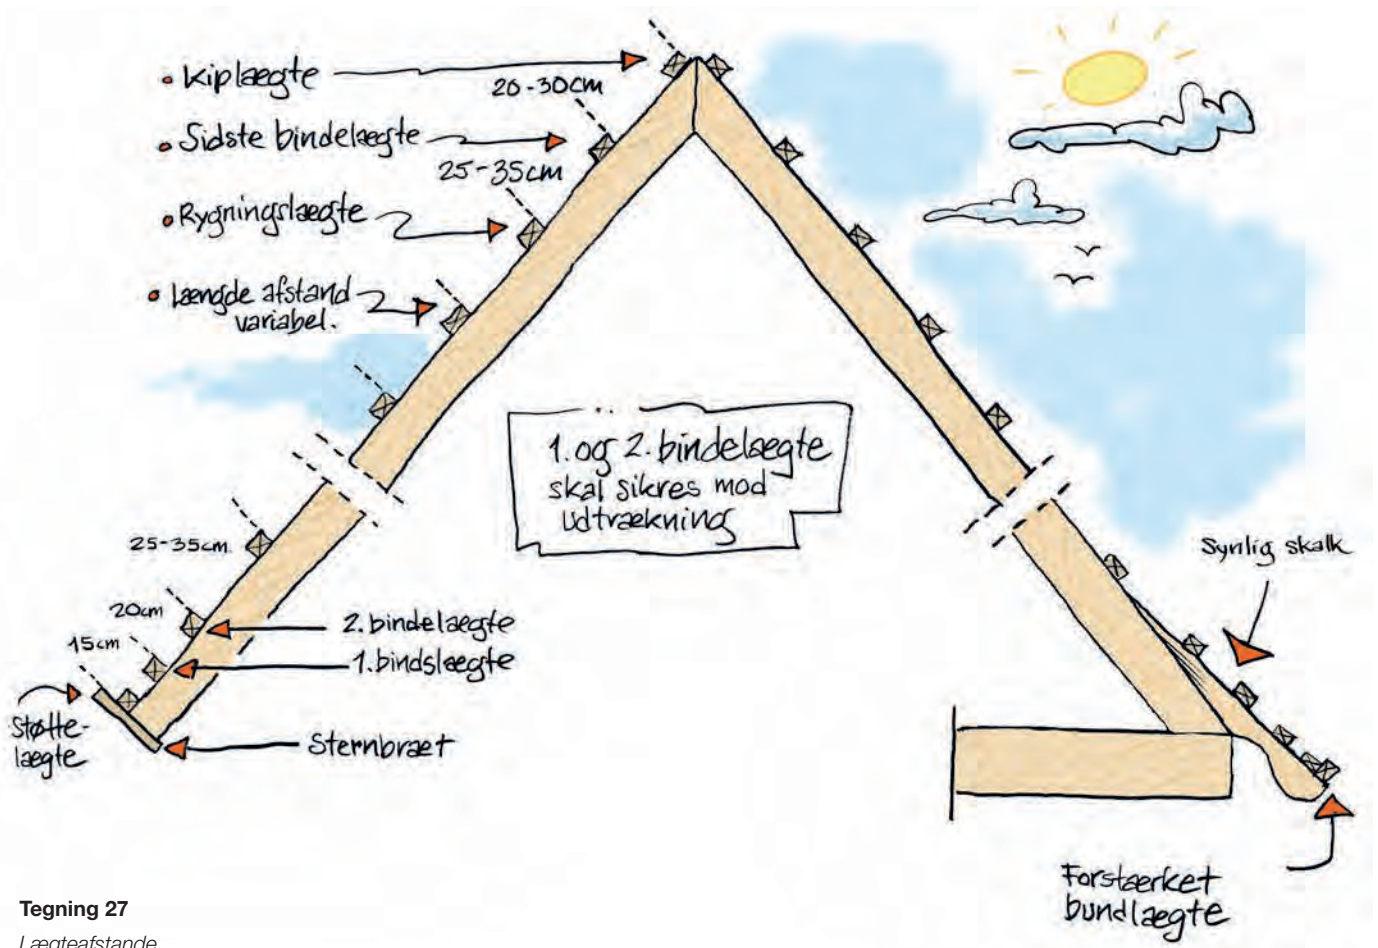 • Kiplægte
20-30cm
• Sidste bindelægte
25-35cm
• Rygningslægte
• Længde afstand
variabel.
1. og 2. bindelægte
skal sikres mod
udtrækning
25-35cm.
20cm
15cm
2. bindelægte
1. bindslægte
Støtte-
lægte
Sternbræt
Synlig skalk
Forstærket
bundlægte
Tegning 27
Lægteafstande